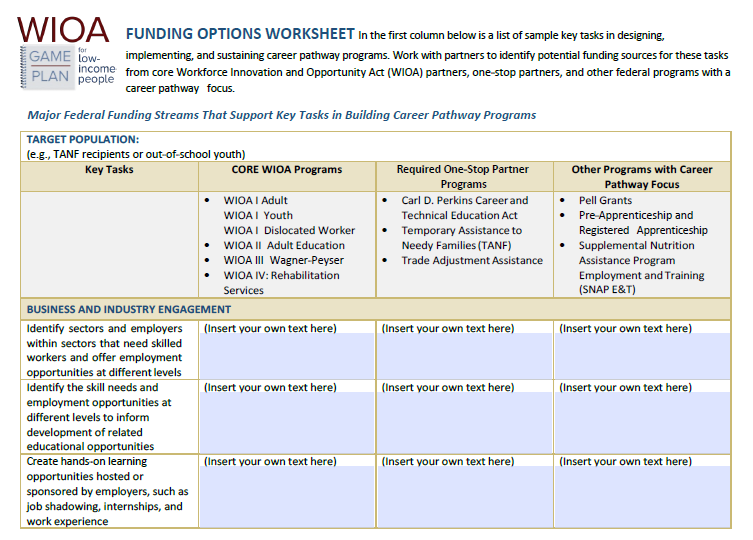 WIOA
GAME
PLAN
for
low-
income
people
FUNDING OPTIONS WORKSHEET In the first column below is a list of sample key tasks in designing,
implementing, and sustaining career pathway programs. Work with partners to identify potential funding sources for these tasks
from core Workforce Innovation and Opportunity Act (WIOA) partners, one-stop partners, and other federal programs with a
career pathway focus.
Major Federal Funding Streams That Support Key Tasks in Building Career Pathway Programs
TARGET POPULATION:
(e.g., TANF recipients or out-of-school youth)
Key Tasks
CORE WIOA Programs
Required One-Stop Partner
Programs
Other Programs with Career
Pathway Focus
• WIOA I Adult
WIOA I Youth
WIOA I Dislocated Worker
• WIOA II Adult Education
• WIOA III Wagner-Peyser
• WIOA IV: Rehabilitation
Services
• Carl D. Perkins Career and
Technical Education Act
• Temporary Assistance to
Needy Families (TANF)
• Trade Adjustment Assistance
• Pell Grants
• Pre-Apprenticeship and
Registered Apprenticeship
• Supplemental Nutrition
Assistance Program
Employment and Training
(SNAP E&T)
BUSINESS AND INDUSTRY ENGAGEMENT
Identify sectors and employers
within sectors that need skilled
workers and offer employment
opportunities at different levels
(Insert your own text here)
(Insert your own text here)
(Insert your own text here)
Identify the skill needs and
employment opportunities at
different levels to inform
development of related
educational opportunities
(Insert your own text here)
(Insert your own text here)
(Insert your own text here)
Create hands-on learning
opportunities hosted or
sponsored by employers, such as
job shadowing, internships, and
work experience
(Insert your own text here)
(Insert your own text here)
(Insert your own text here)